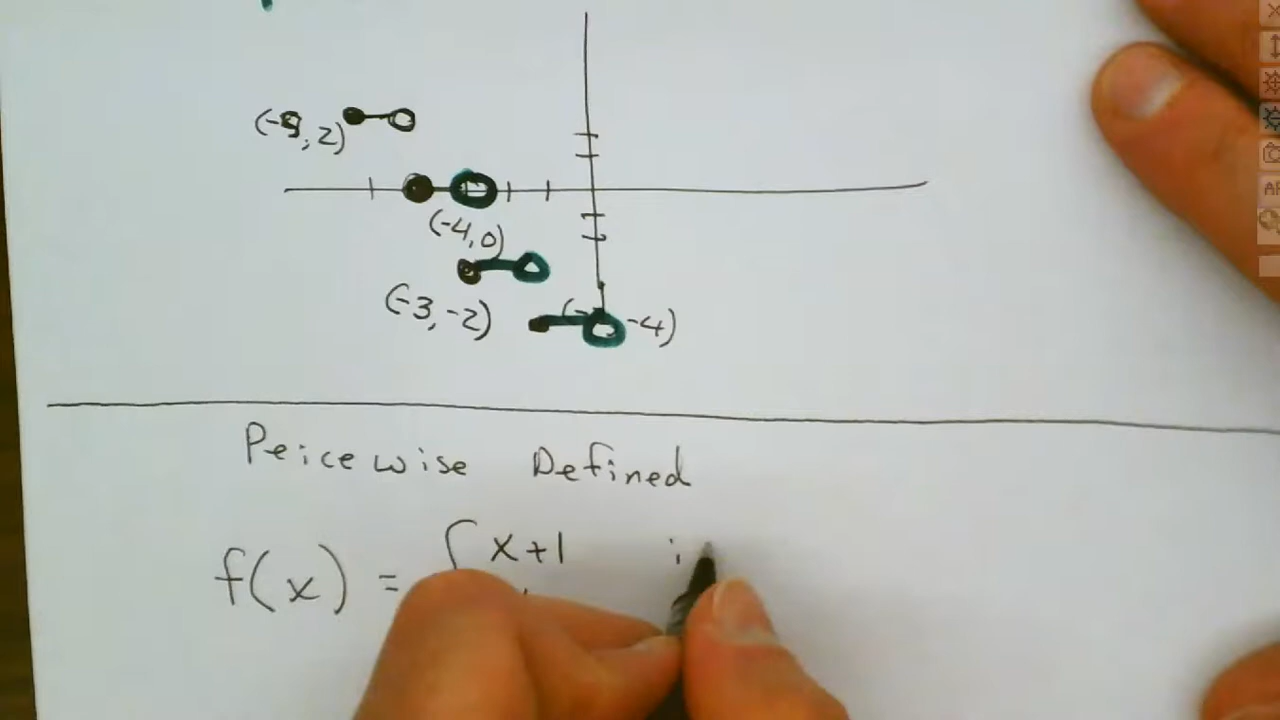 (-5, 2)
(-4, 0)
(-3, -2)
-4)
Peicewise Defined
f(x) = { x+1 i